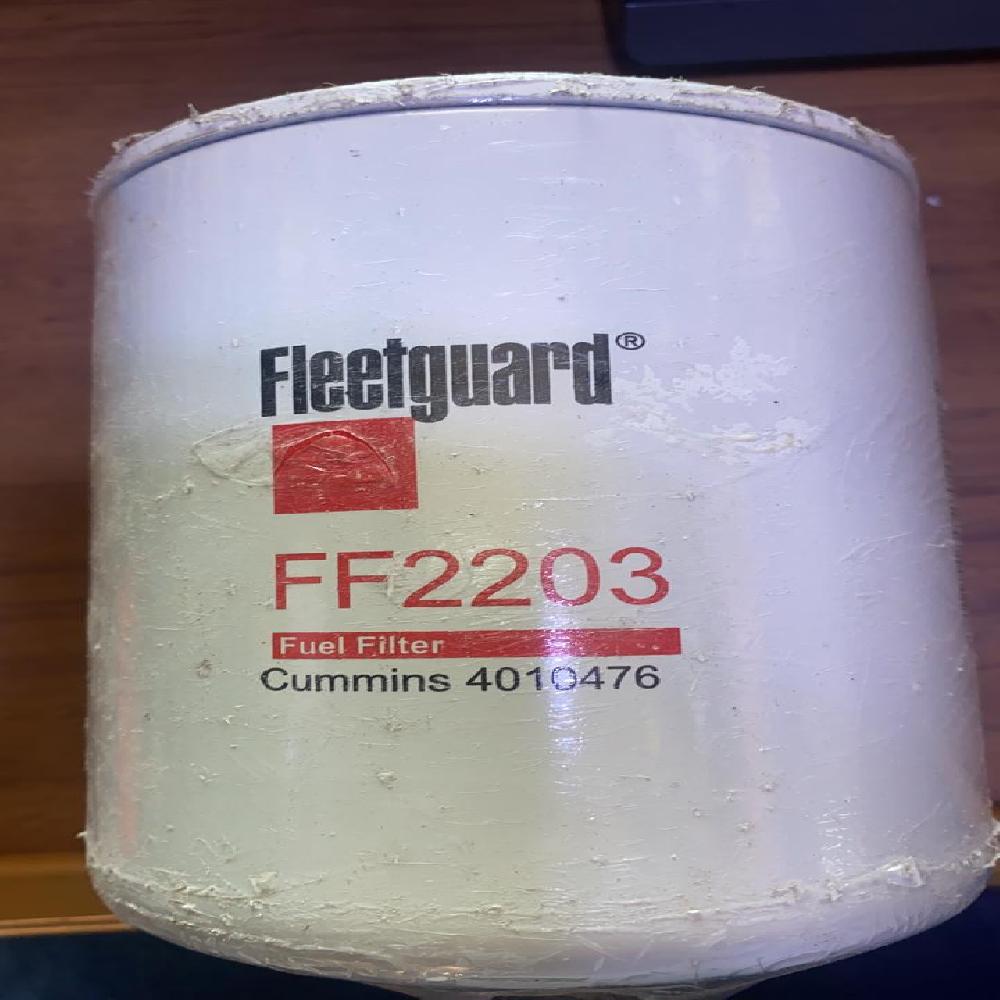 Fleetguard®
FF2203
Fuel Filter
Cummins 4010476